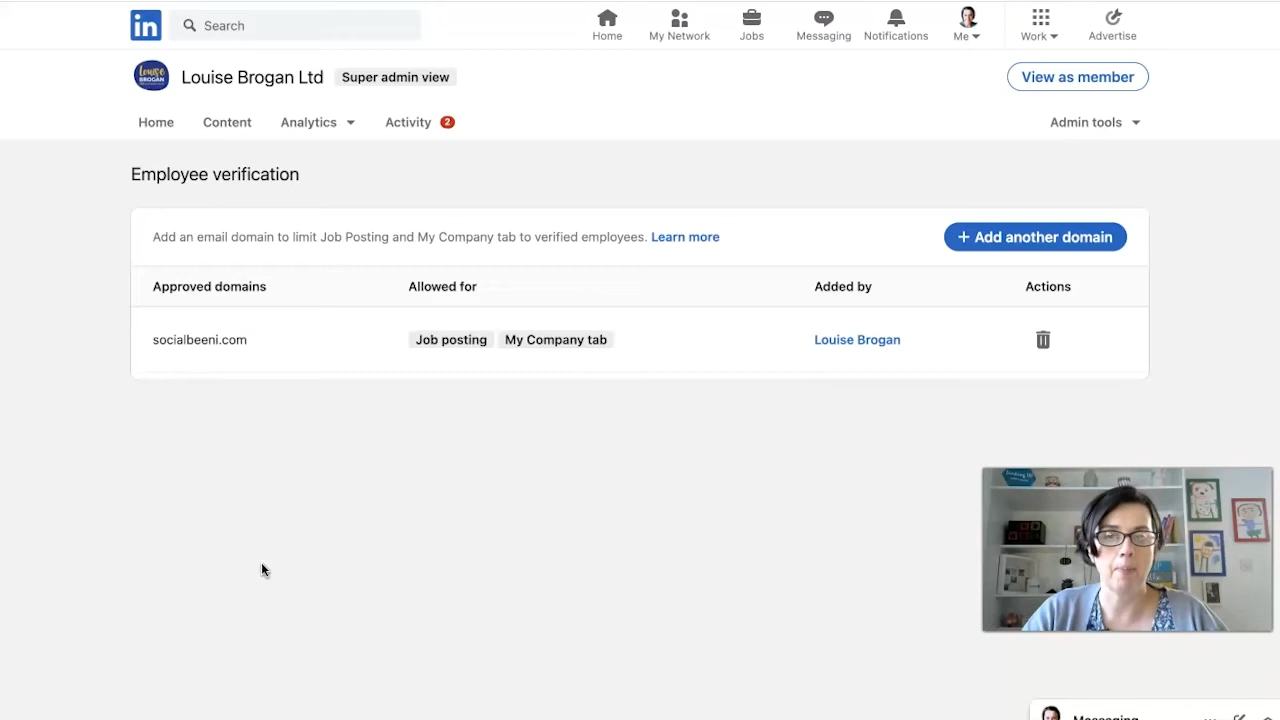 in
Search
Home
My Network
Jobs
Messaging
Notifications
Me
Work
Advertise
Louise BROGAN
Louise Brogan Ltd
Super admin view
View as member
Home
Content
Analytics
Activity
2
Admin tools
Employee verification
Add an email domain to limit Job Posting and My Company tab to verified employees. Learn more
+ Add another domain
Approved domains
Allowed for
Added by
Actions
socialbeeni.com
Job posting
My Company tab
Louise Brogan
Messaging